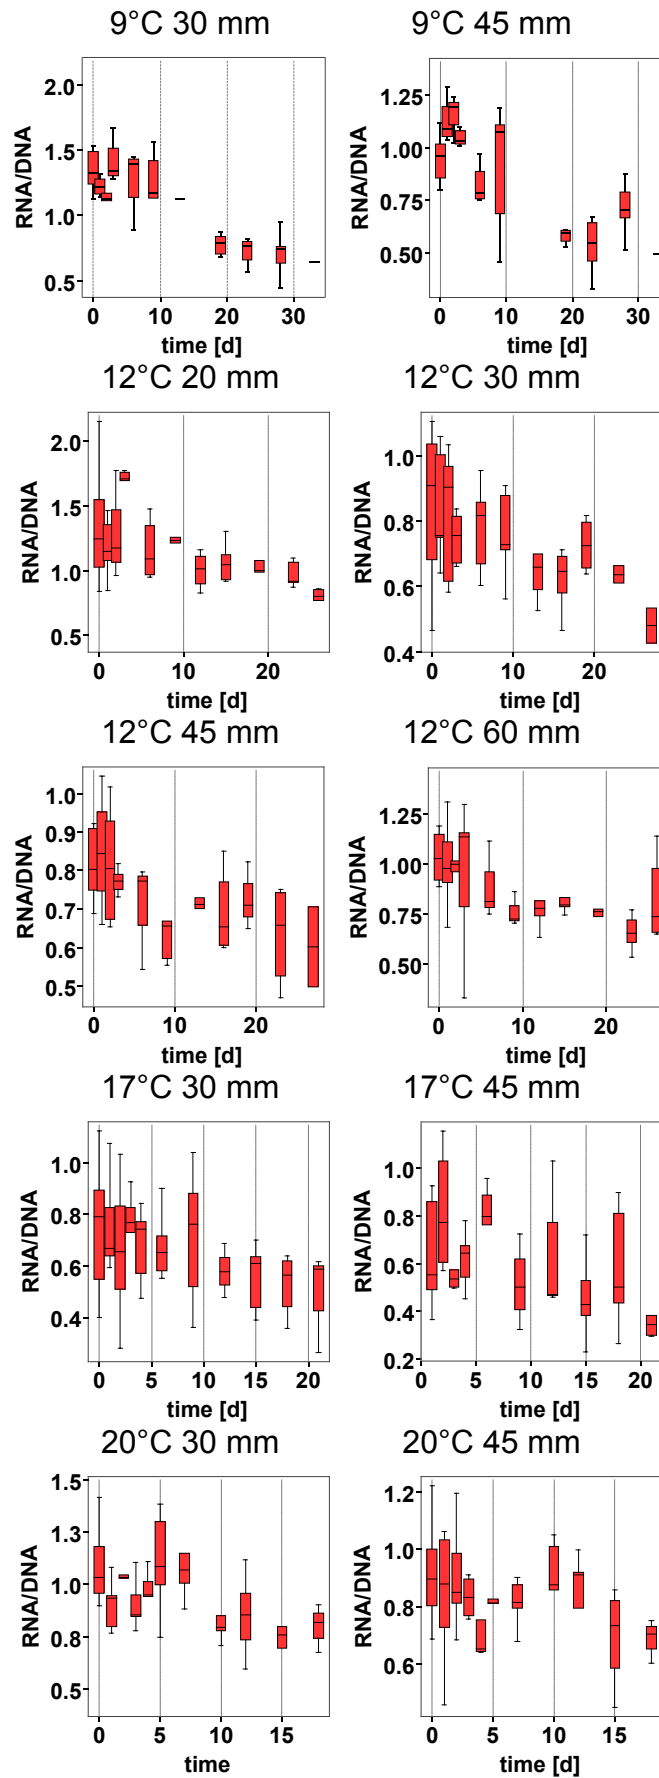 9°C 30 mm
9°C 45 mm
RNA/DNA
2.0
1.5
1.0
0.5
0 10 20 30
time [d]
RNA/DNA
1.25
1.00
0.75
0.50
0 10 20 30
time [d]
12°C 20 mm
12°C 30 mm
RNA/DNA
2.0
1.5
1.0
0.5
0 10 20
time [d]
RNA/DNA
1.0
0.8
0.6
0.4
0 10 20
time [d]
12°C 45 mm
12°C 60 mm
RNA/DNA
1.0
0.9
0.8
0.7
0.6
0.5
0 10 20
time [d]
RNA/DNA
1.25
1.00
0.75
0.50
0 10 20
time [d]
17°C 30 mm
17°C 45 mm
RNA/DNA
1.0
0.8
0.6
0.4
0 5 10 15 20
time [d]
RNA/DNA
1.0
0.8
0.6
0.4
0.2
0 5 10 15 20
time [d]
20°C 30 mm
20°C 45 mm
RNA/DNA
1.5
1.3
1.0
0.8
0.5
0 5 10 15
time
RNA/DNA
1.2
1.0
0.8
0.6
0 5 10 15
time [d]